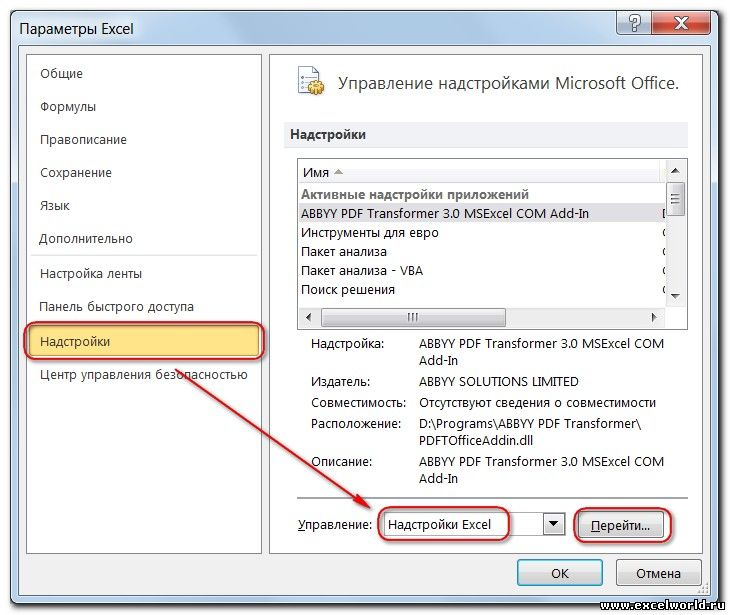 Параметры Excel
Общие
Формулы
Правописание
Сохранение
Язык
Дополнительно
Настройка ленты
Панель быстрого доступа
Надстройки
Центр управления безопасностью
Управление надстройками Microsoft Office.
Надстройки
Имя
Активные надстройки приложений
ABBYY PDF Transformer 3.0 MSExcel COM Add-In
Инструменты для евро
Пакет анализа
Пакет анализа - VBA
Поиск решения
Надстройка: ABBYY PDF Transformer 3.0 MSExcel COM
Add-In
Издатель: ABBYY SOLUTIONS LIMITED
Совместимость: Отсутствуют сведения о совместимости
Расположение: D:\Programs\ABBYY PDF Transformer\
PDFTOfficeAddin.dll
Описание: ABBYY PDF Transformer 3.0 MSExcel COM
Add-In
Управление: Надстройки Excel Перейти...
ОК Отмена
www.excelworld.ru